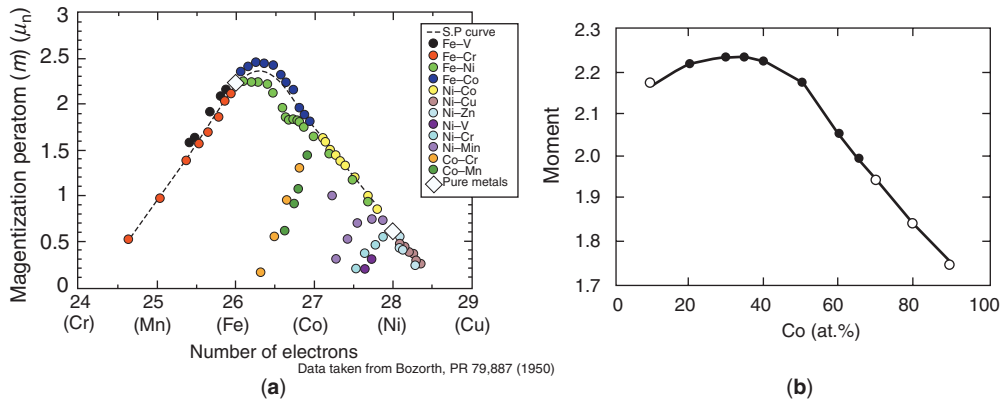 3
2.5
2
1.5
1
0.5
0
Magentization peratom (m) (μn)
S.P curve
Fe–V
Fe–Cr
Fe–Ni
Fe–Co
Ni–Co
Ni–Cu
Ni–Zn
Ni–V
Ni–Cr
Ni–Min
Co–Cr
Co–Mn
Pure metals
24 25 26 27 28 29
(Cr) (Mn) (Fe) (Co) (Ni) (Cu)
Number of electrons
Data taken from Bozorth, PR 79,887 (1950)
(a)
2.3
2.2
2.1
2.0
1.9
1.8
1.7
Moment
0 20 40 60 80 100
Co (at.%)
(b)